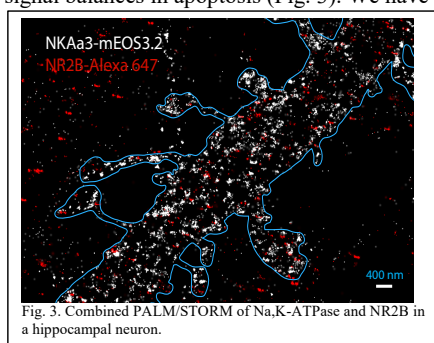 signal balances in apoptosis (Fig. 3). We have
NKAa3-mEOS3.2
NR2B-Alexa 647
400 nm
Fig. 3. Combined PALM/STORM of Na,K-ATPase and NR2B in
a hippocampal neuron.